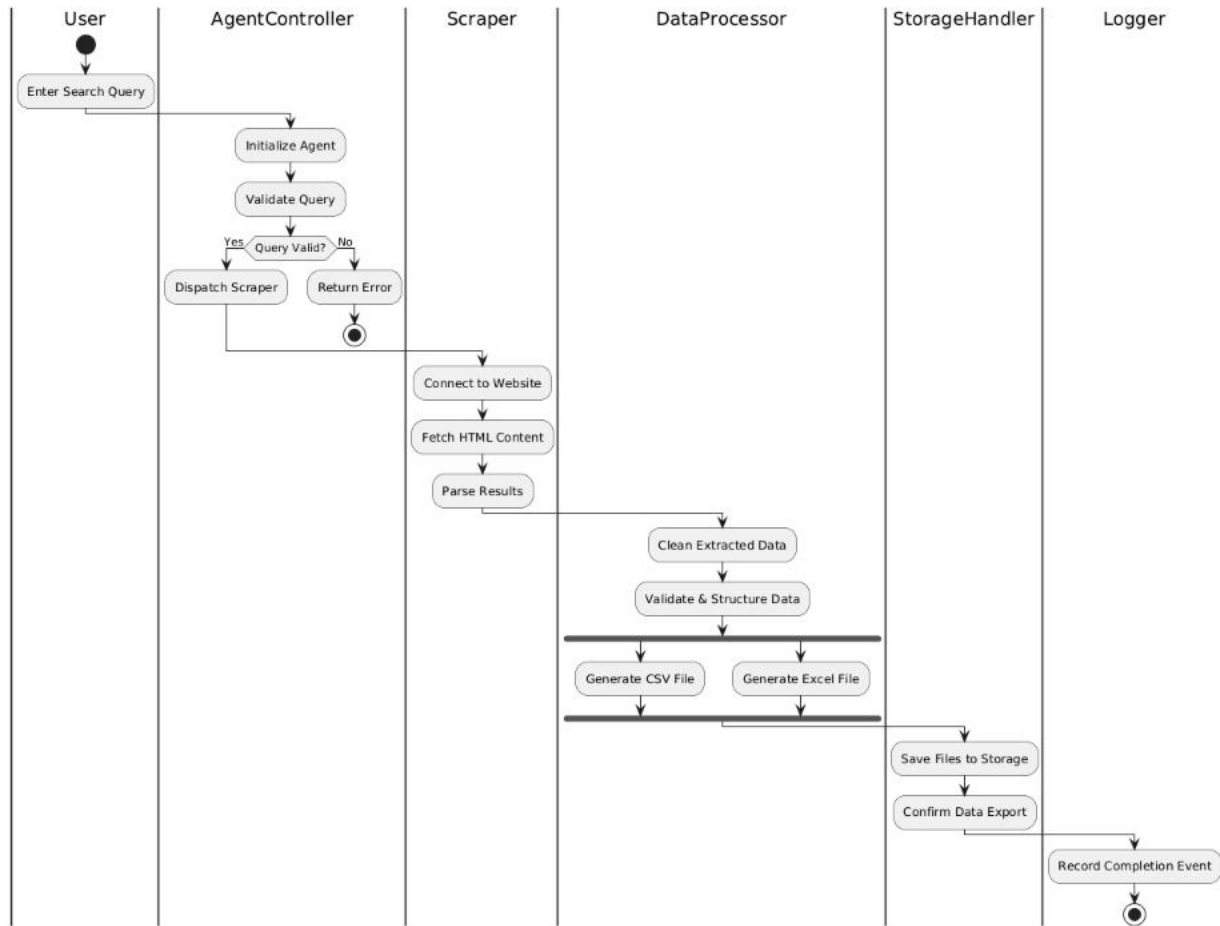 User
AgentController
Scraper
DataProcessor
StorageHandler
Logger
Enter Search Query
Initialize Agent
Validate Query
Yes
Query Valid?
No
Dispatch Scraper
Return Error
Connect to Website
Fetch HTML Content
Parse Results
Clean Extracted Data
Validate & Structure Data
Generate CSV File
Generate Excel File
Save Files to Storage
Confirm Data Export
Record Completion Event